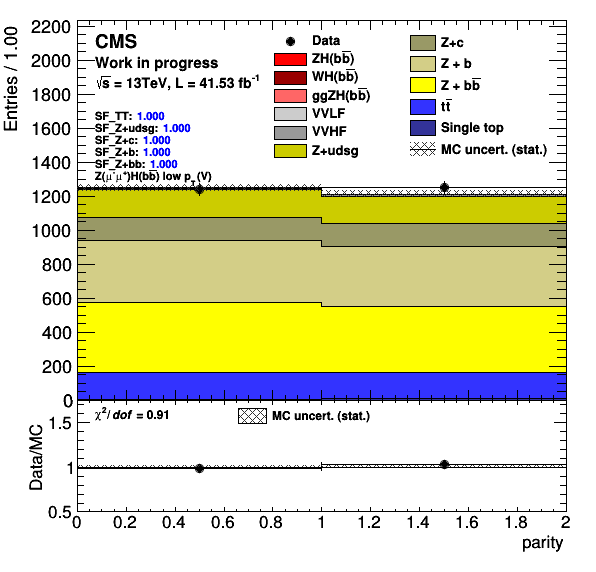 CMS
Work in progress
√s = 13TeV, L = 41.53 fb⁻¹
SF_TT: 1.000
SF_Z+udsg: 1.000
SF_Z+c: 1.000
SF_Z+b: 1.000
SF_Z+bb: 1.000
Z(μ⁻μ⁺)H(bb̅) low p_T(V)
Data
ZH(bb̅)
WH(bb̅)
ggZH(bb̅)
VVLF
VVHF
Z+udsg
Z+c
Z + b
Z + bb̅
tt̅
Single top
MC uncert. (stat.)
Entries / 1.00
2200
2000
1800
1600
1400
1200
1000
800
600
400
200
0
χ²/dof = 0.91
MC uncert. (stat.)
Data/MC
1.5
1
0.5
0 0.2 0.4 0.6 0.8 1 1.2 1.4 1.6 1.8 2
parity